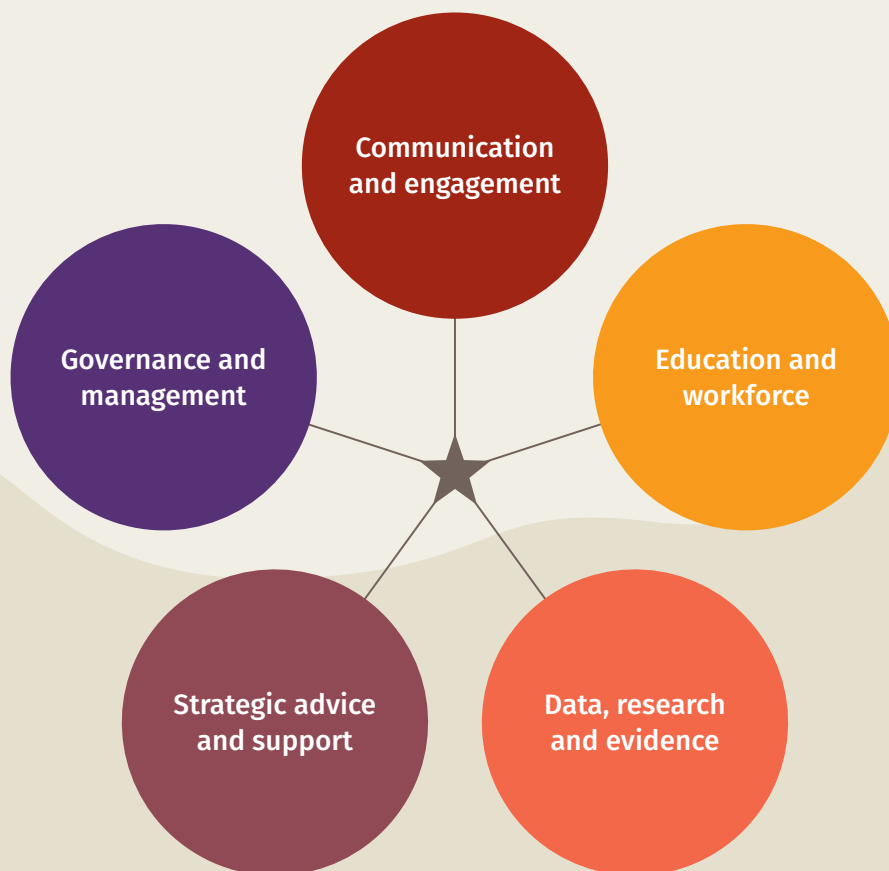 Communication
and engagement
Governance and
management
Education and
workforce
Strategic advice
and support
Data, research
and evidence